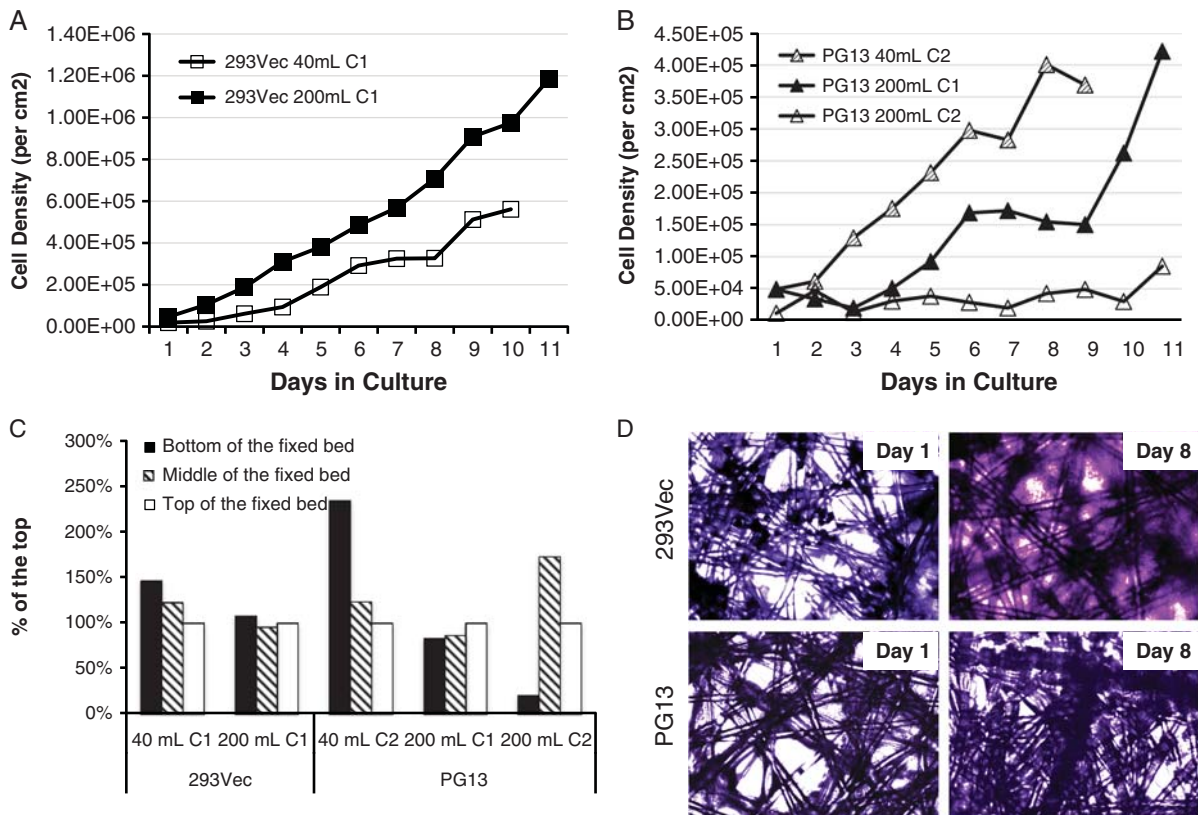 A
Cell Density (per cm2)
1.40E+06
1.20E+06
1.00E+06
8.00E+05
6.00E+05
4.00E+05
2.00E+05
0.00E+00
293Vec 40mL C1
293Vec 200mL C1
1 2 3 4 5 6 7 8 9 10 11
Days in Culture
B
Cell Density (per cm2)
4.50E+05
4.00E+05
3.50E+05
3.00E+05
2.50E+05
2.00E+05
1.50E+05
1.00E+05
5.00E+04
0.00E+00
PG13 40mL C2
PG13 200mL C1
PG13 200mL C2
1 2 3 4 5 6 7 8 9 10 11
Days in Culture
C
% of the top
300%
250%
200%
150%
100%
50%
0%
Bottom of the fixed bed
Middle of the fixed bed
Top of the fixed bed
40 mL C1 200 mL C1 40 mL C2 200 mL C1 200 mL C2
293Vec PG13
D
293Vec
Day 1
Day 8
PG13
Day 1
Day 8